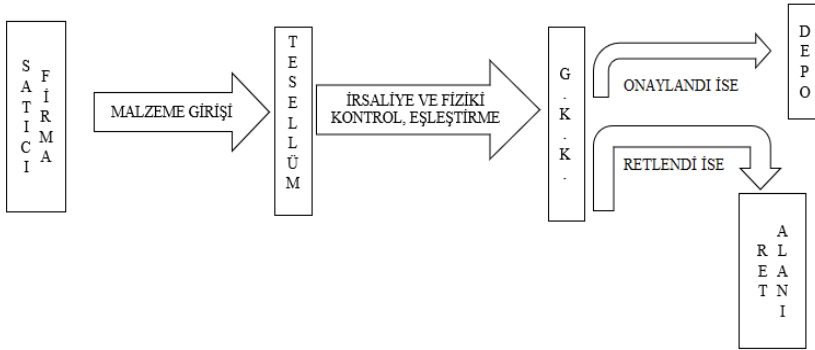 SATICI
FİRMA
MALZEME GİRİŞİ
TESELLÜM
İRSALİYE VE FİZİKİ
KONTROL, EŞLEŞTİRME
G.K.K.
ONAYLANDI İSE
DEPO
RETLENDİ İSE
RET
ALANI